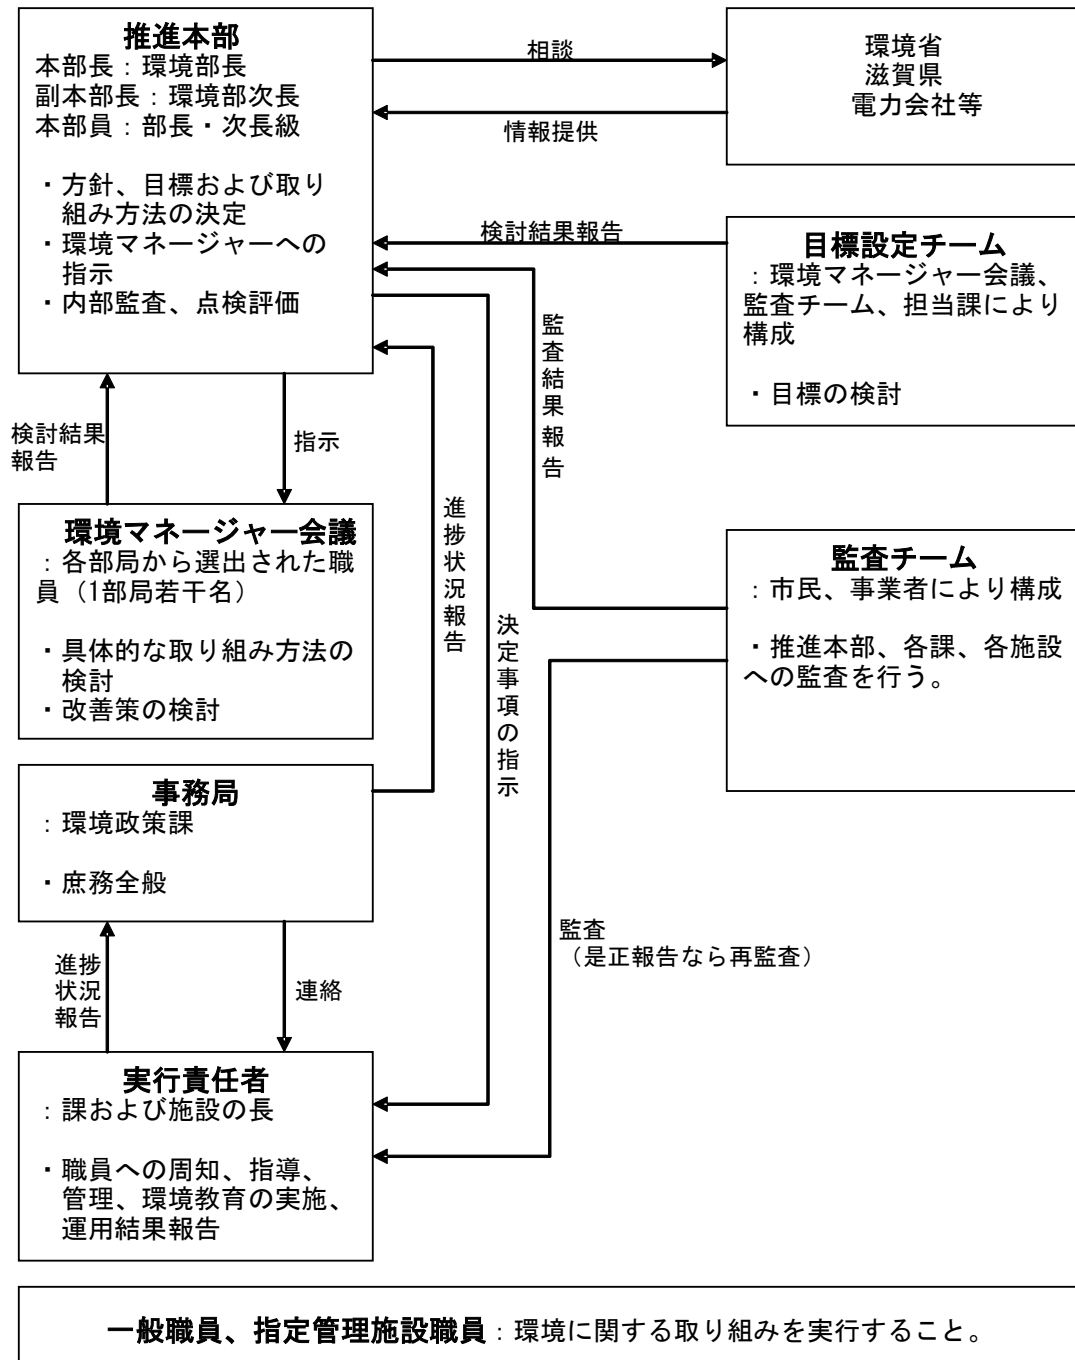 推進本部
本部長：環境部長
副本部長：環境部次長
本部員：部長・次長級
・方針、目標および取り
組み方法の決定
・環境マネージャーへの
指示
・内部監査、点検評価
相談
情報提供
環境省
滋賀県
電力会社等
検討結果報告
目標設定チーム
：環境マネージャー会議、
監査チーム、担当課により
構成
・目標の検討
監査結果報告
検討結果
報告
指示
環境マネージャー会議
：各部局から選出された職
員（1部局若干名）
・具体的な取り組み方法の
検討
・改善策の検討
進捗状況報告
決定事項の指示
監査チーム
：市民、事業者により構成
・推進本部、各課、各施設
への監査を行う。
事務局
：環境政策課
・庶務全般
進捗
状況
報告
連絡
監査
（是正報告なら再監査）
実行責任者
：課および施設の長
・職員への周知、指導、
管理、環境教育の実施、
運用結果報告
一般職員、指定管理施設職員：環境に関する取り組みを実行すること。